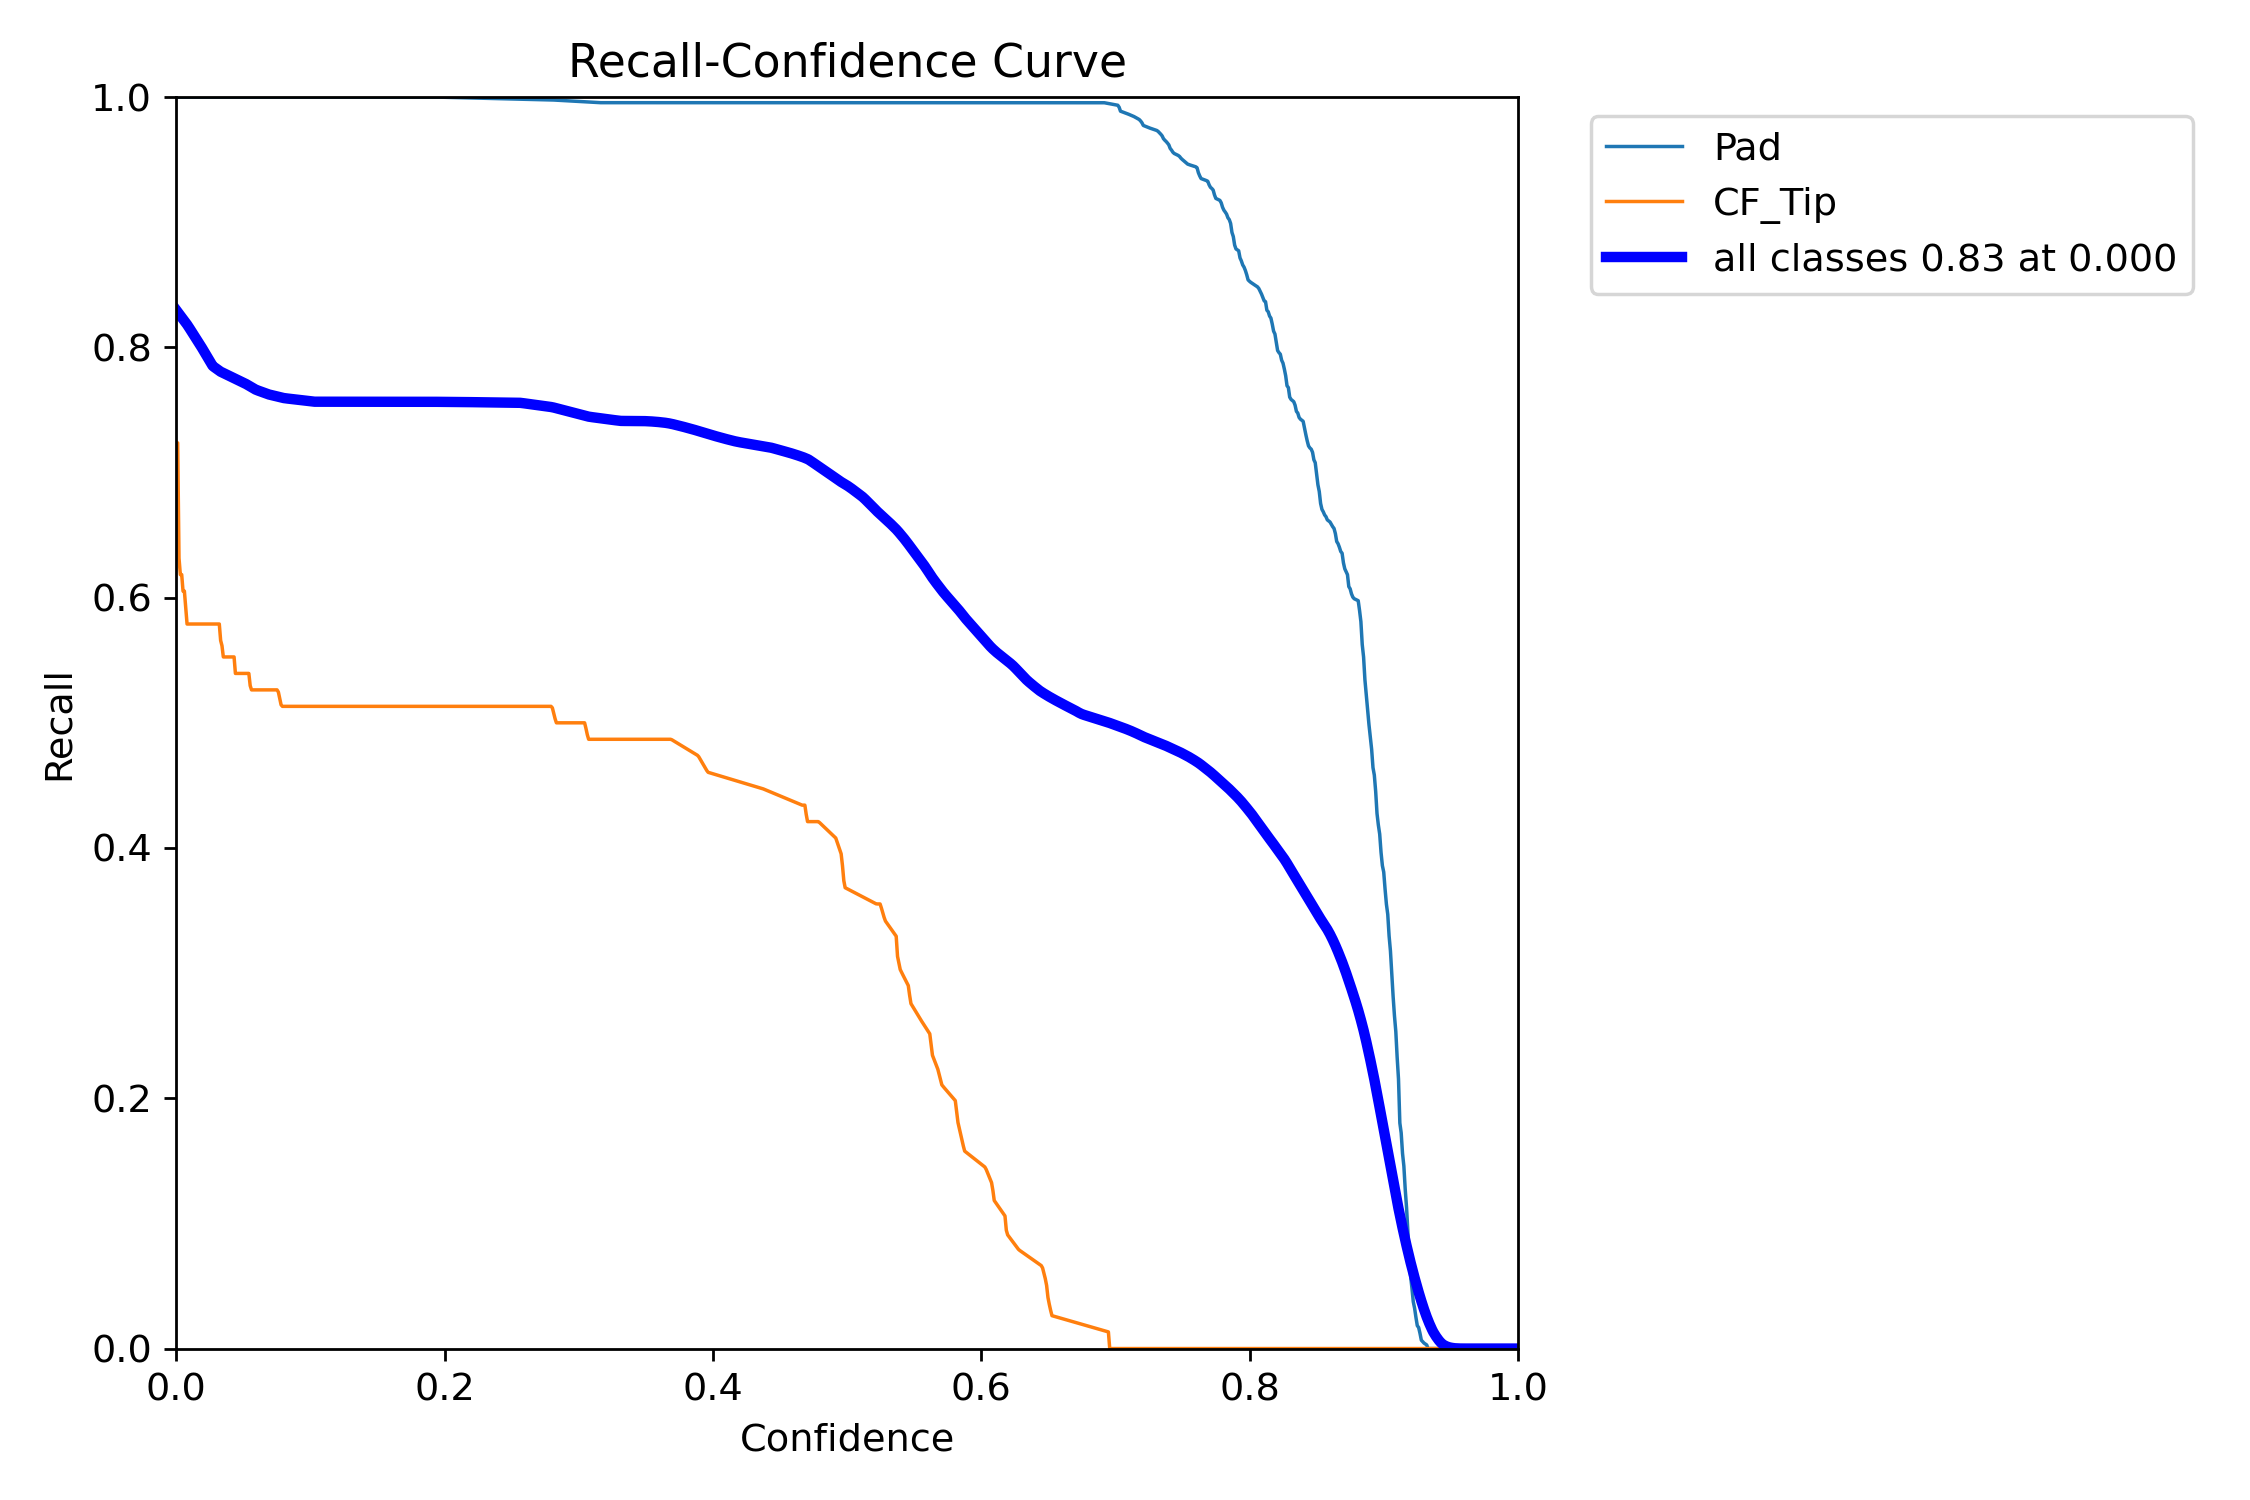 Recall-Confidence Curve
1.0
0.8
0.6
0.4
0.2
0.0
Recall
0.0 0.2 0.4 0.6 0.8 1.0
Confidence
Pad
CF_Tip
all classes 0.83 at 0.000